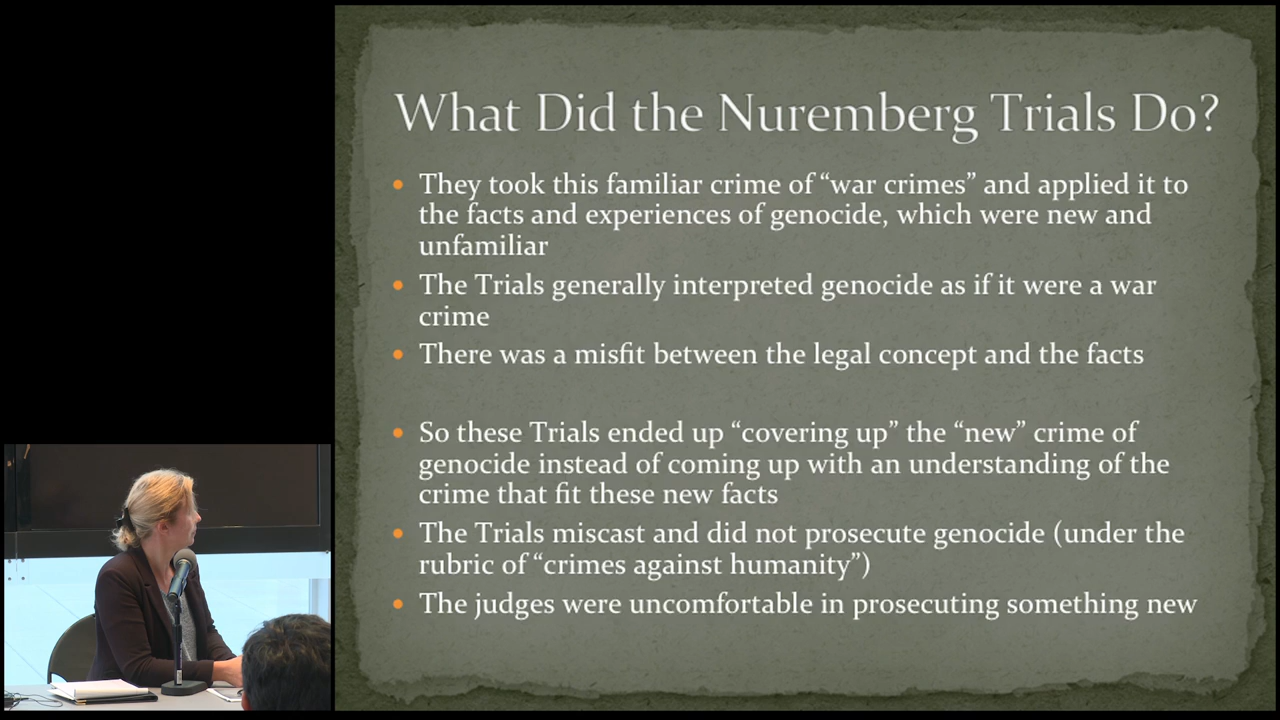 What Did the Nuremberg Trials Do?
They took this familiar crime of “war crimes” and applied it to
the facts and experiences of genocide, which were new and
unfamiliar
The Trials generally interpreted genocide as if it were a war
crime
There was a misfit between the legal concept and the facts
So these Trials ended up “covering up” the “new” crime of
genocide instead of coming up with an understanding of the
crime that fit these new facts
The Trials miscast and did not prosecute genocide (under the
rubric of “crimes against humanity”)
The judges were uncomfortable in prosecuting something new